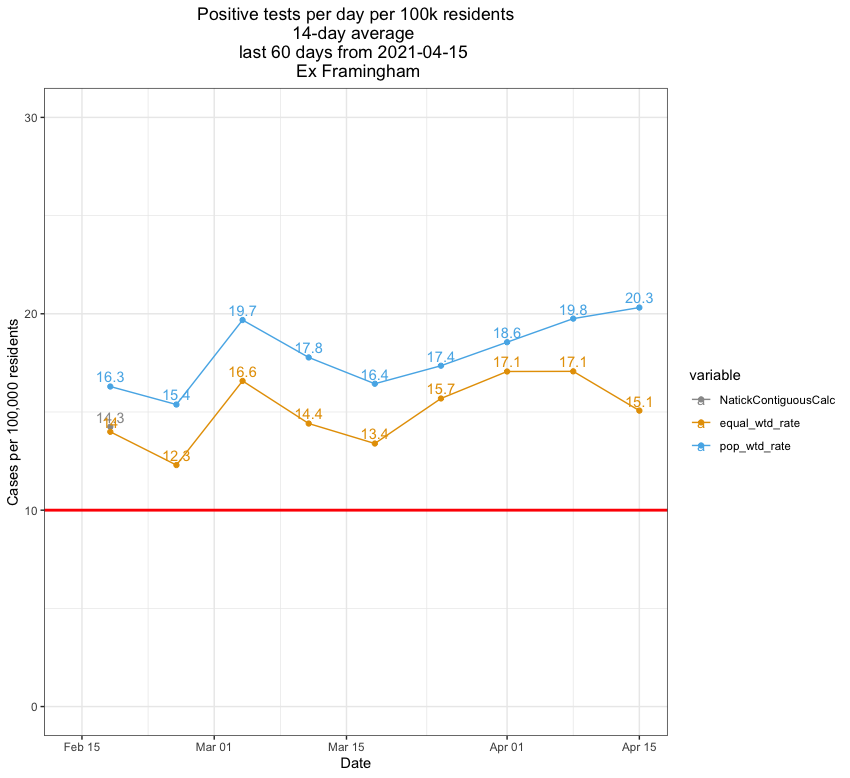 Positive tests per day per 100k residents
14-day average
last 60 days from 2021-04-15
Ex Framingham
Cases per 100,000 residents
30
20
10
0
16.3
15.4
19.7
17.8
16.4
17.4
18.6
19.8
20.3
14.3
14
12.3
16.6
14.4
13.4
15.7
17.1
17.1
15.1
Feb 15
Mar 01
Mar 15
Apr 01
Apr 15
Date
variable
a NatickContiguousCalc
a equal_wtd_rate
a pop_wtd_rate